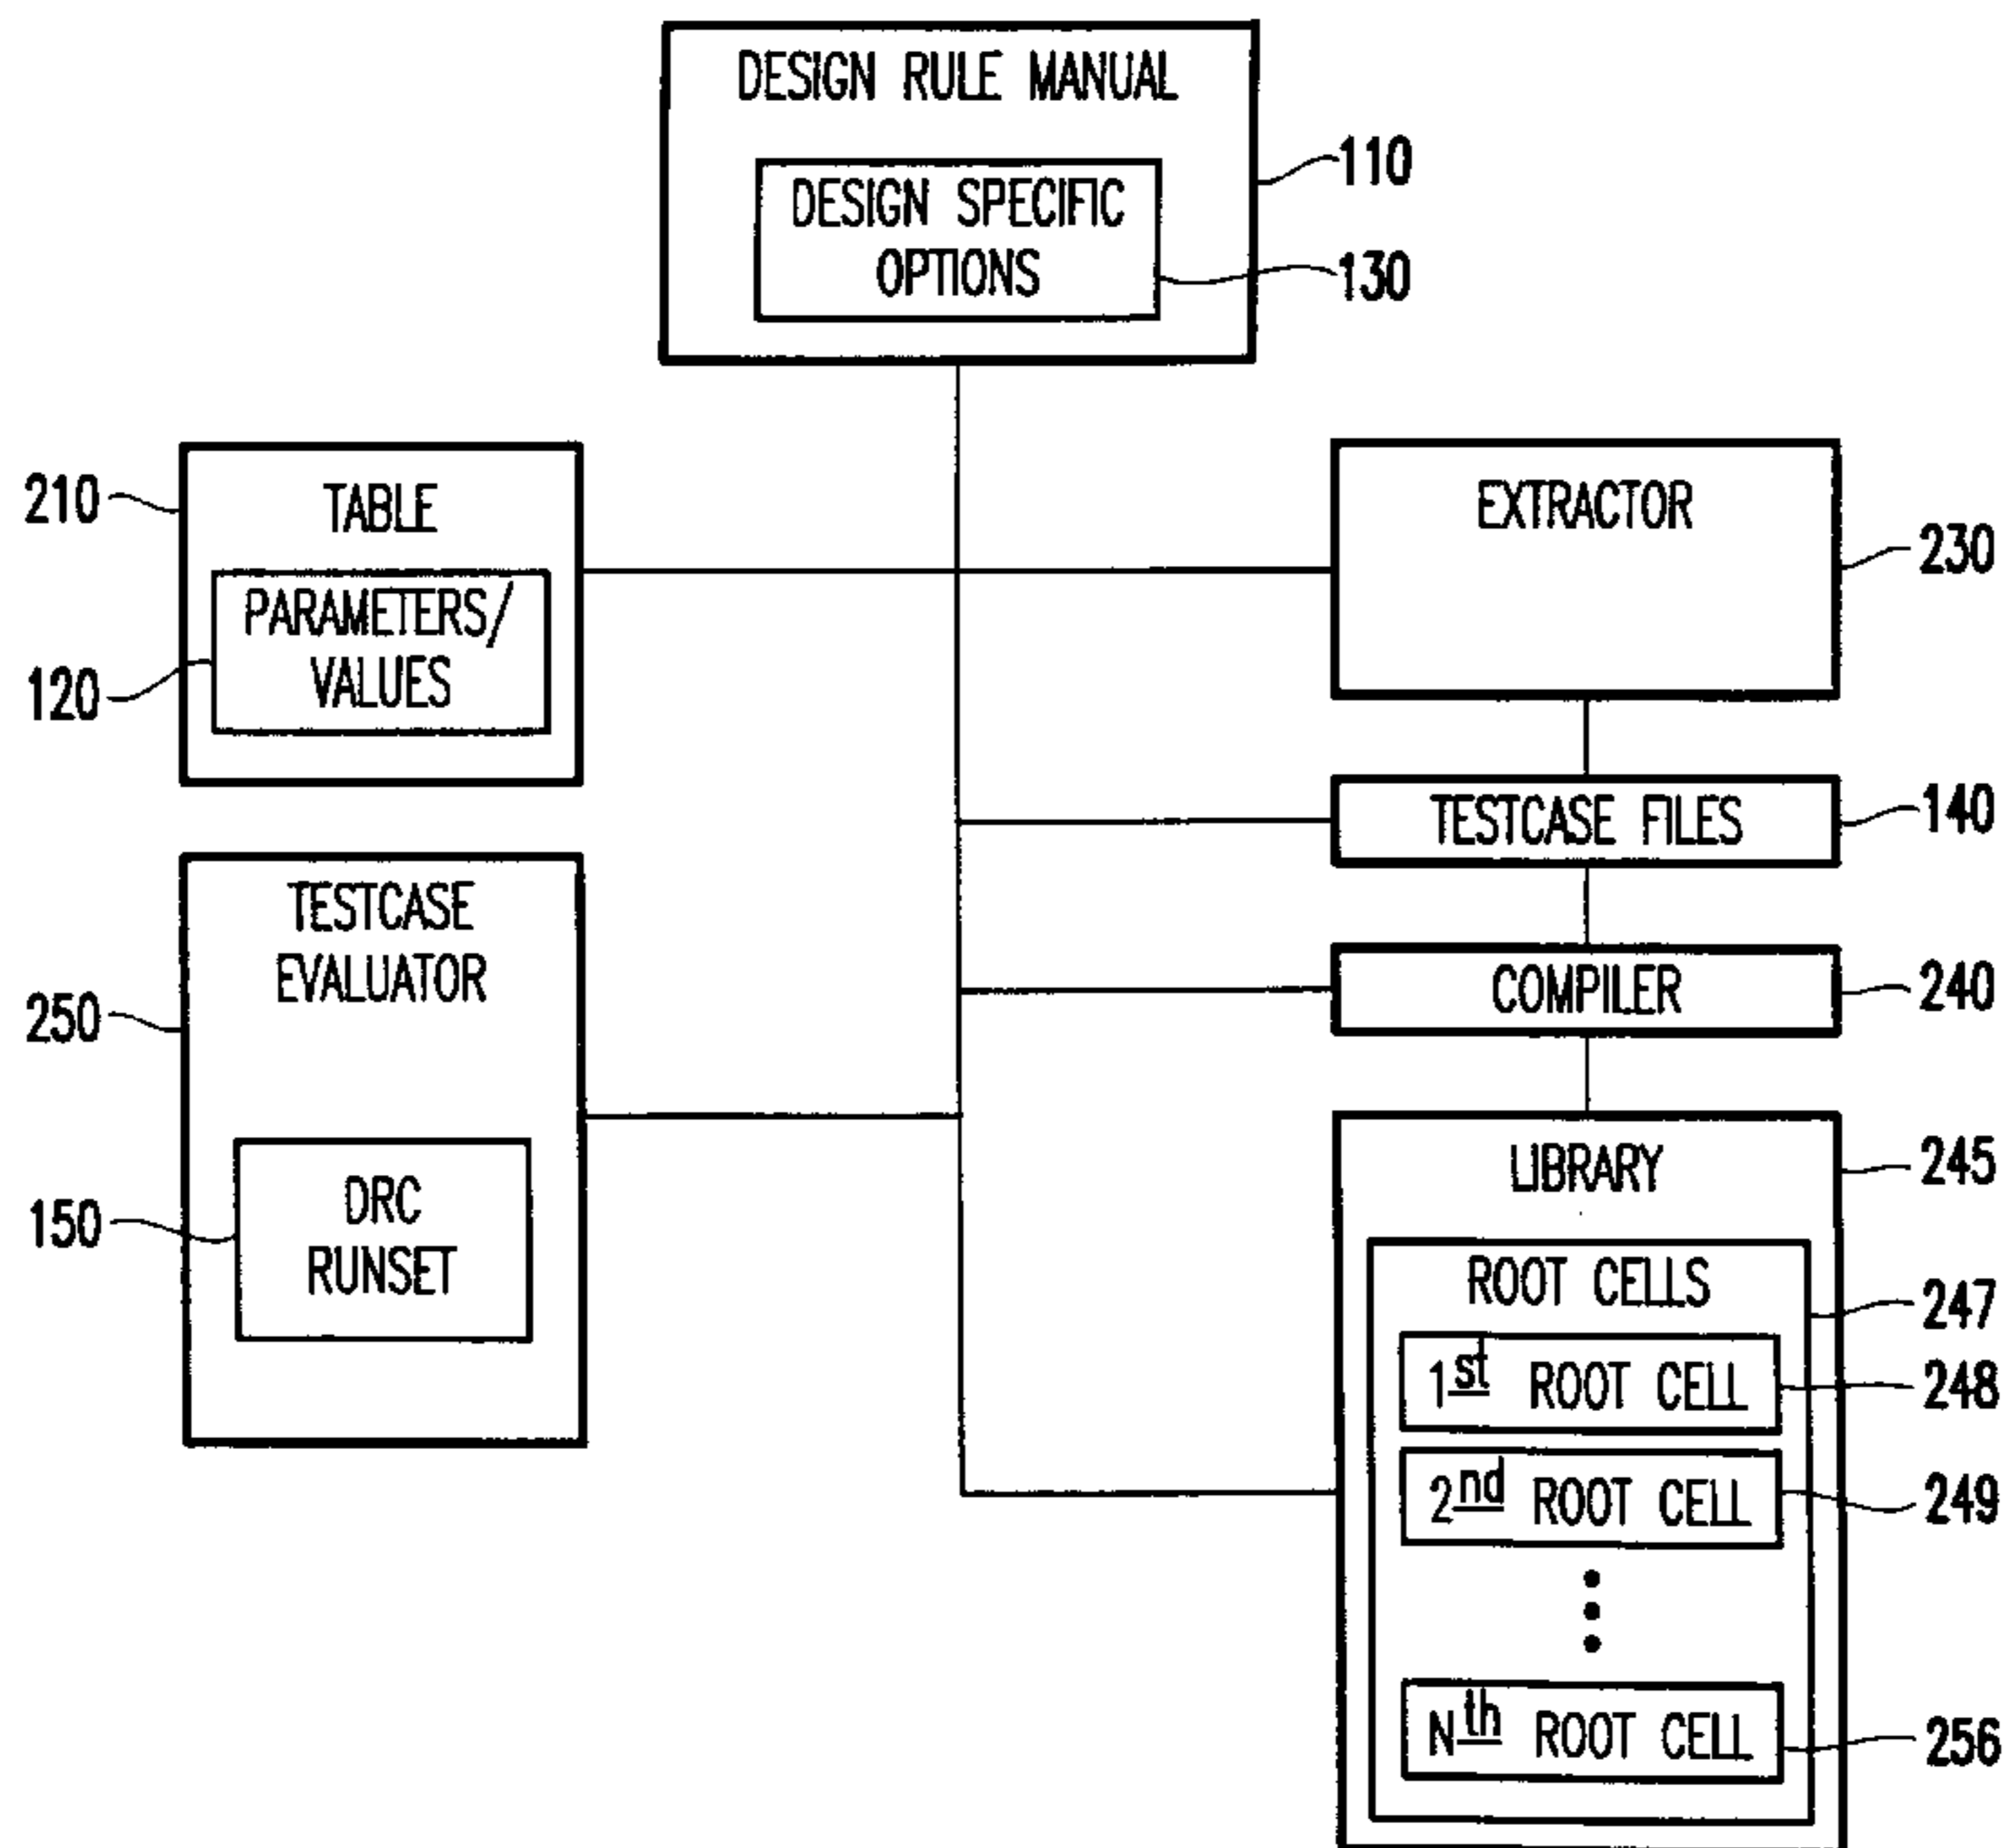 DESIGN RULE MANUAL
110
DESIGN SPECIFIC
OPTIONS
130
210
TABLE
PARAMETERS/
VALUES
120
EXTRACTOR
230
TESTCASE FILES
140
250
TESTCASE
EVALUATOR
DRC
RUNSET
150
COMPILER
240
LIBRARY
245
ROOT CELLS
247
1st ROOT CELL
248
2nd ROOT CELL
249
Nth ROOT CELL
256